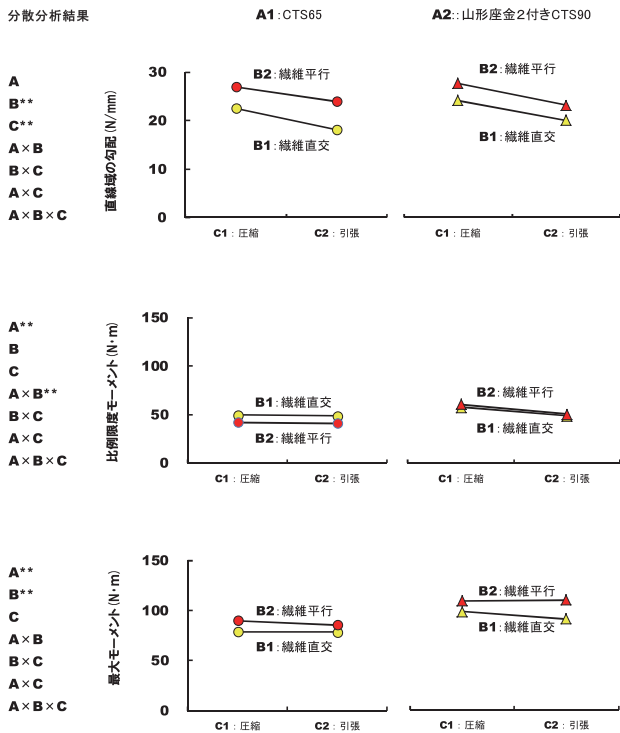 分散分析結果
A1：CTS65
A2：：山形座金２付きCTS90
A
B**
C**
A×B
B×C
A×C
A×B×C
直線域の勾配（N/mm）
30
20
10
0
B2：繊維平行
B1：繊維直交
C1：圧縮
C2：引張
B2：繊維平行
B1：繊維直交
C1：圧縮
C2：引張
A**
B
C
A×B**
B×C
A×C
A×B×C
比例限度モーメント（N・m）
150
100
50
0
B1：繊維直交
B2：繊維平行
C1：圧縮
C2：引張
B2：繊維平行
B1：繊維直交
C1：圧縮
C2：引張
A**
B**
C
A×B
B×C
A×C
A×B×C
最大モーメント（N・m）
150
100
50
0
B2：繊維平行
B1：繊維直交
C1：圧縮
C2：引張
B2：繊維平行
B1：繊維直交
C1：圧縮
C2：引張